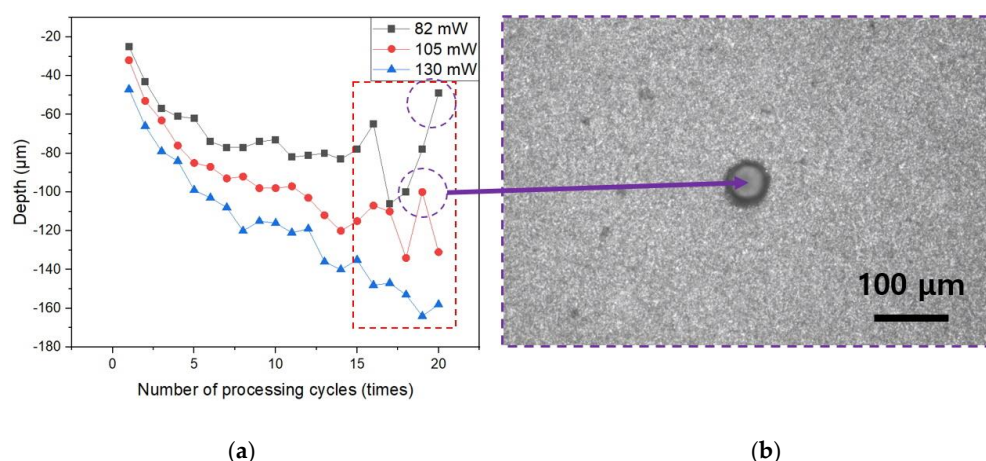 82 mW
105 mW
130 mW
-20
-40
-60
-80
-100
-120
-140
-160
-180
Depth (μm)
0
5
10
15
20
Number of processing cycles (times)
100 μm
(a)
(b)